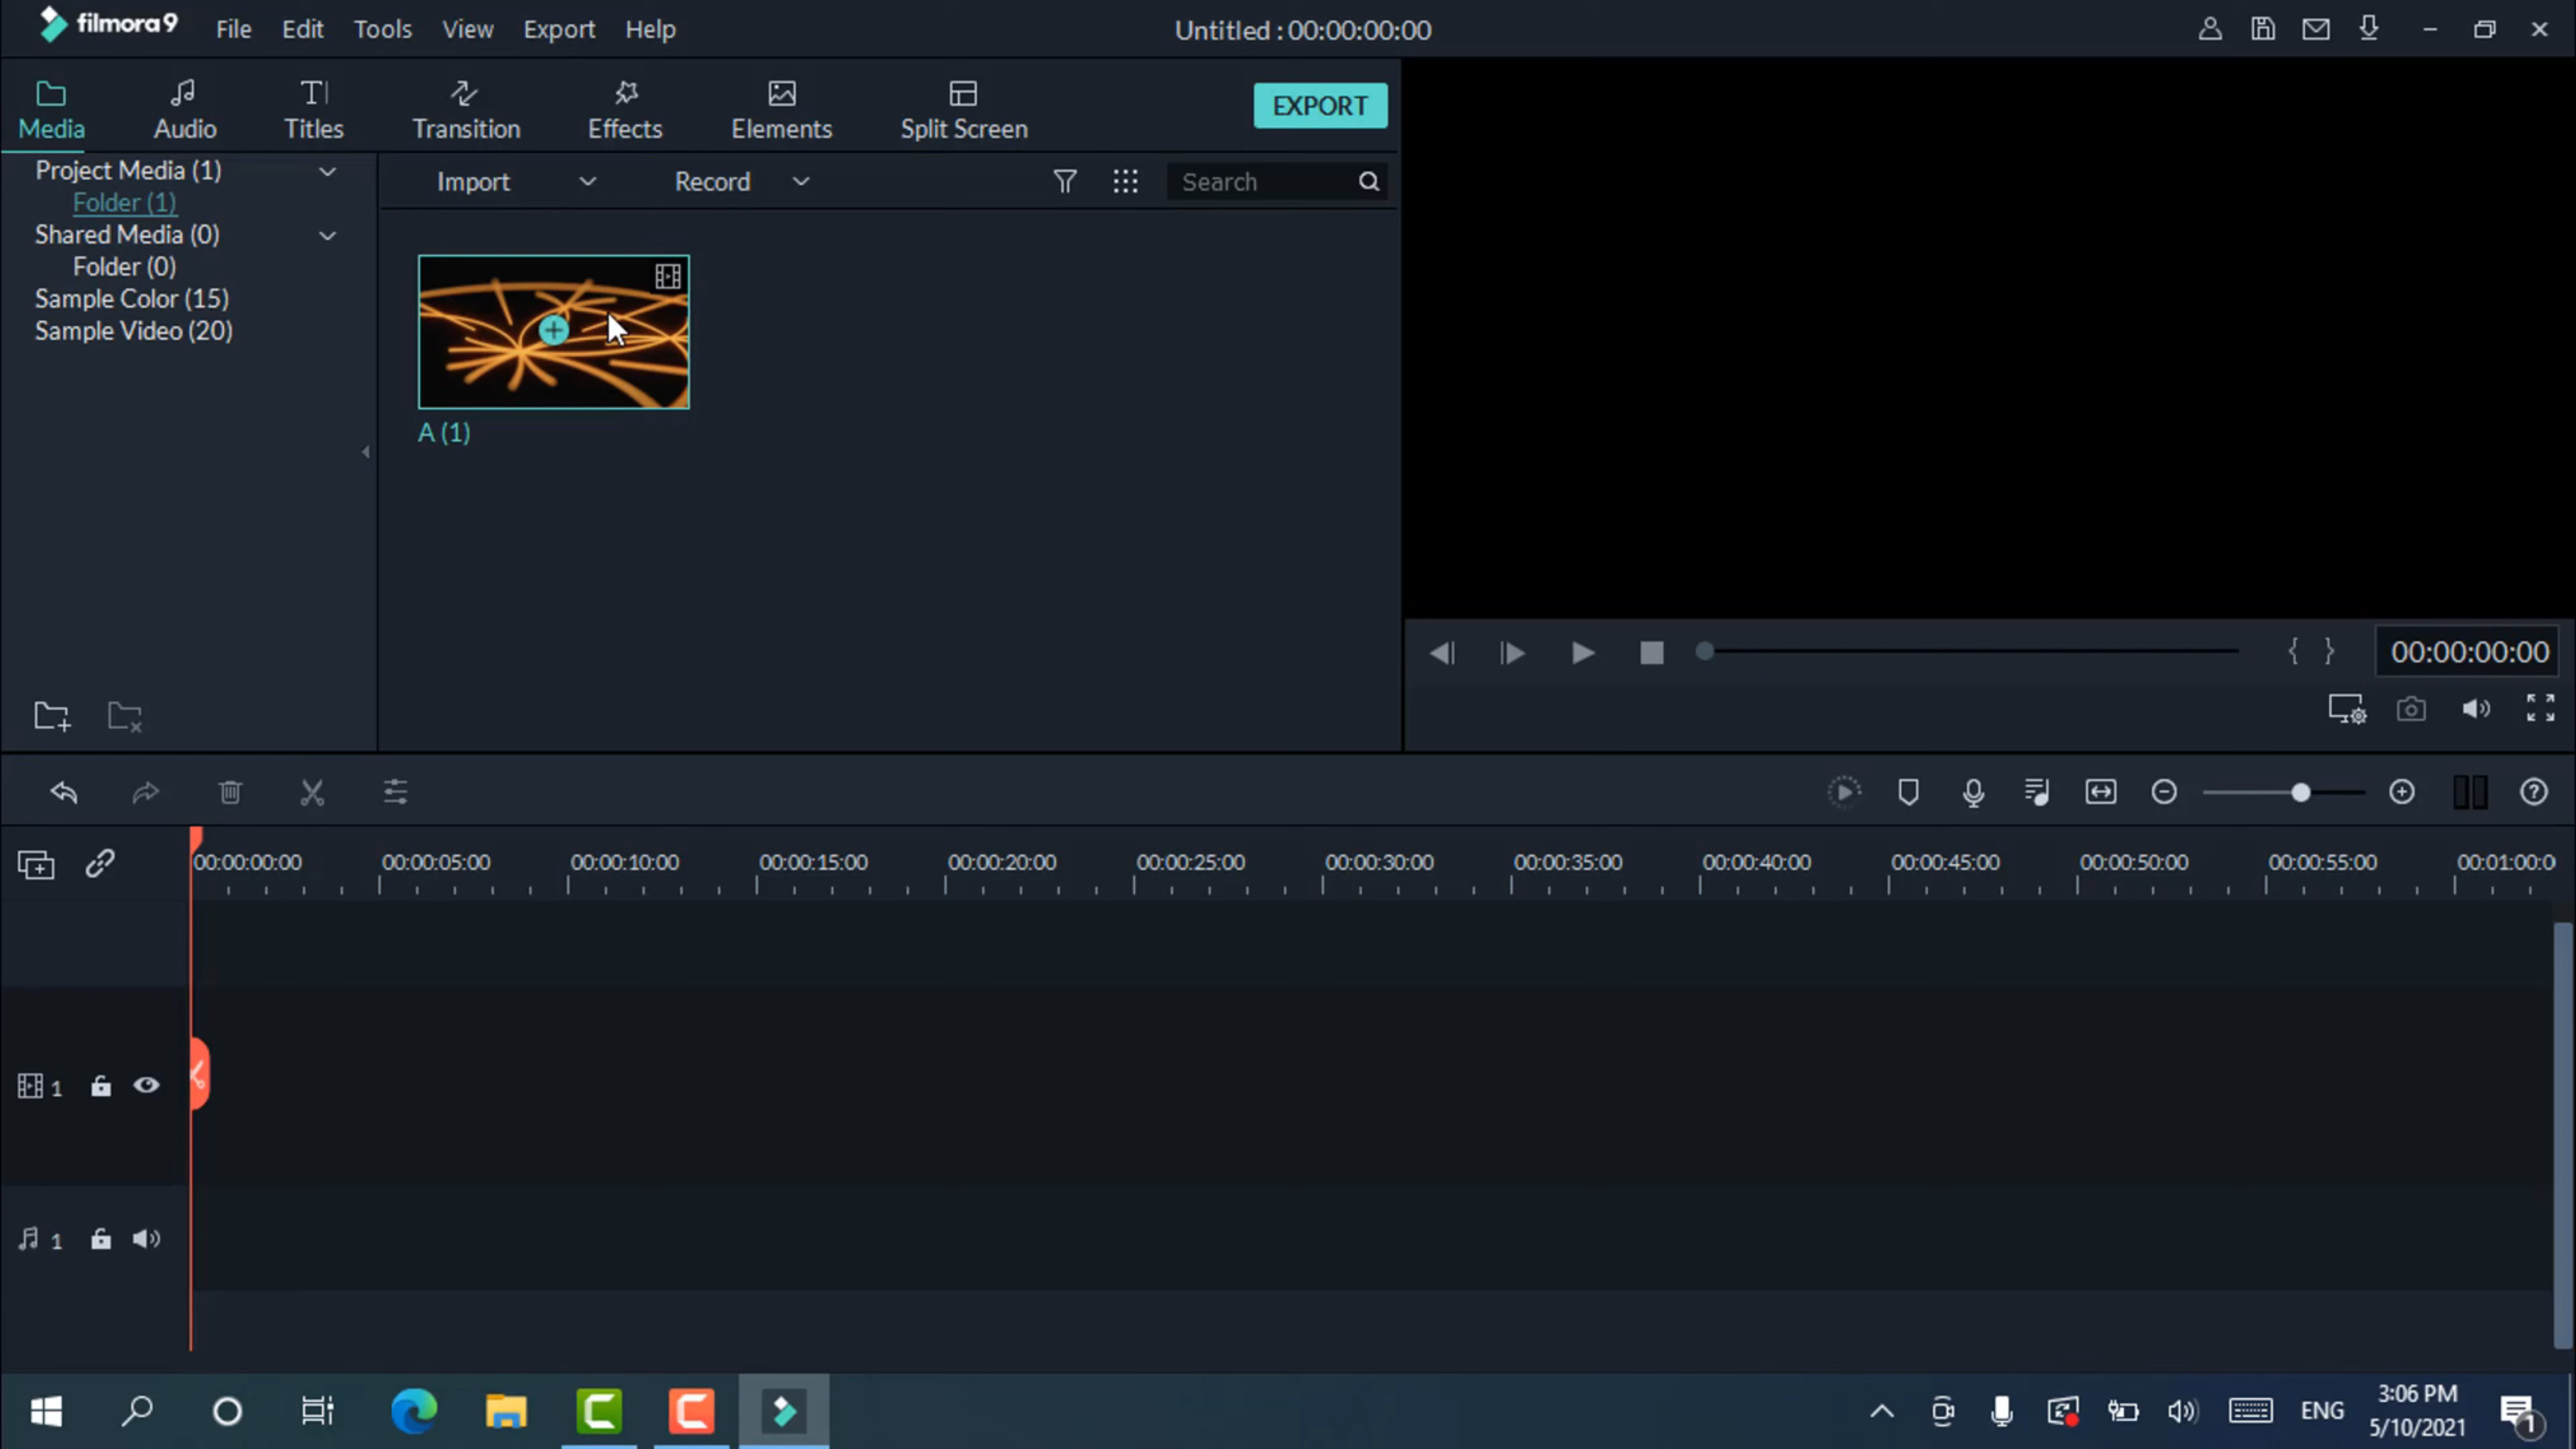 filmora9 File Edit Tools View Export Help Untitled : 00:00:00:00
Media Audio Titles Transition Effects Elements Split Screen EXPORT
Project Media (1)
Folder (1)
Shared Media (0)
Folder (0)
Sample Color (15)
Sample Video (20)
Import Record Search
A (1)
{ } 00:00:00:00
00:00:00:00 00:00:05:00 00:00:10:00 00:00:15:00 00:00:20:00 00:00:25:00 00:00:30:00 00:00:35:00 00:00:40:00 00:00:45:00 00:00:50:00 00:00:55:00 00:01:00:0
1
1
ENG 3:06 PM
5/10/2021
1